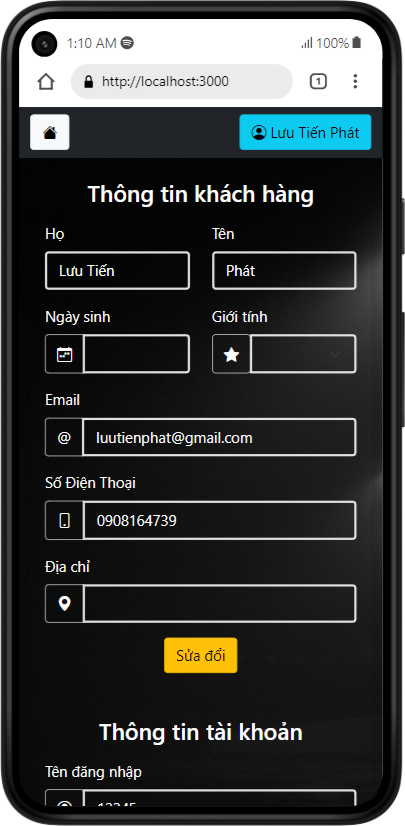 1:10 AM 100%
http://localhost:3000 1
Lưu Tiến Phát
Thông tin khách hàng
Họ Tên
Lưu Tiến Phát
Ngày sinh Giới tính
Email
@ luutienphat@gmail.com
Số Điện Thoại
0908164739
Địa chỉ
Sửa đổi
Thông tin tài khoản
Tên đăng nhập
12345